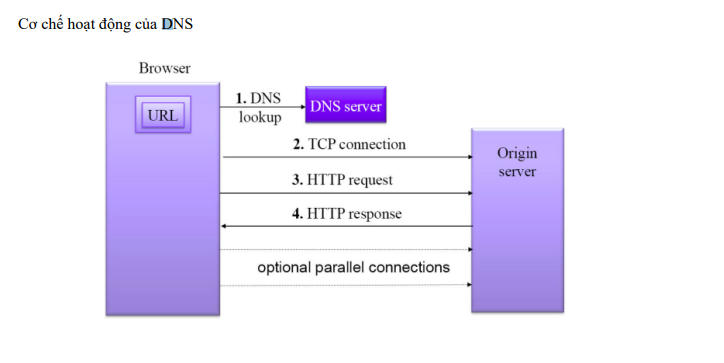 Cơ chế hoạt động của DNS
Browser
URL
1. DNS
lookup
DNS server
2. TCP connection
3. HTTP request
4. HTTP response
optional parallel connections
Origin
server